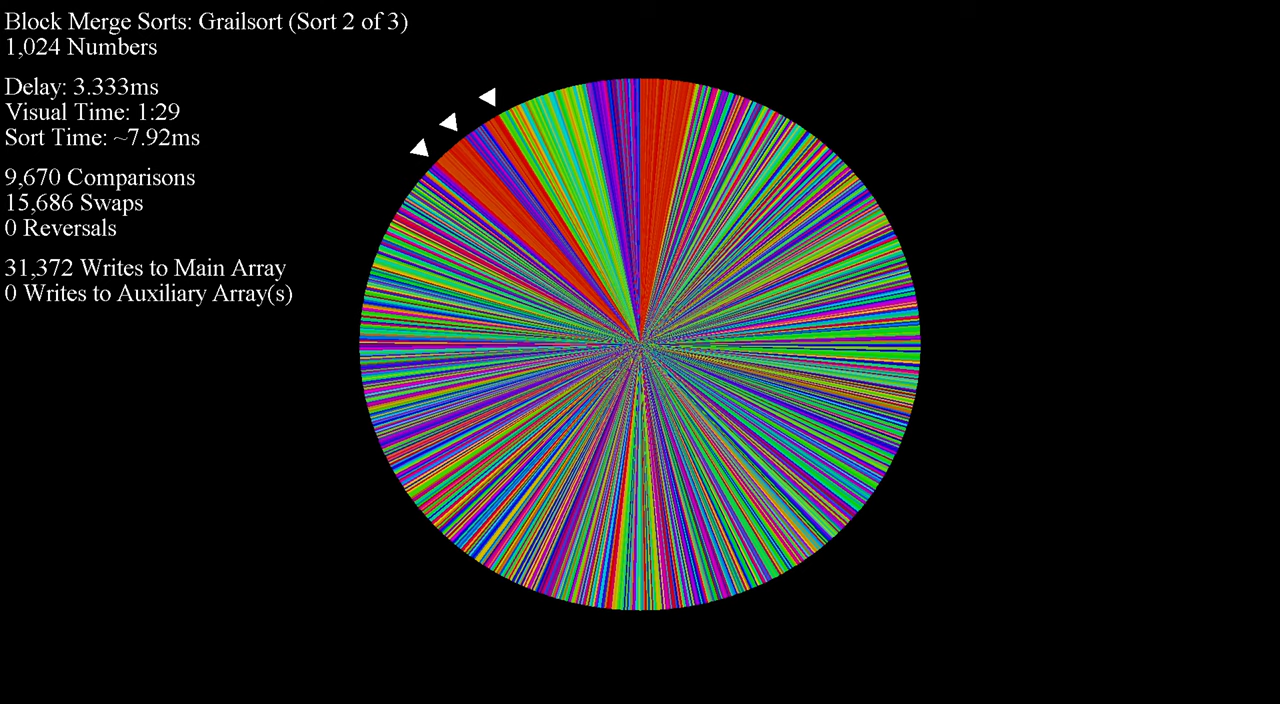 Block Merge Sorts: Grailsort (Sort 2 of 3)
1,024 Numbers
Delay: 3.333ms
Visual Time: 1:29
Sort Time: ~7.92ms
9,670 Comparisons
15,686 Swaps
0 Reversals
31,372 Writes to Main Array
0 Writes to Auxiliary Array(s)